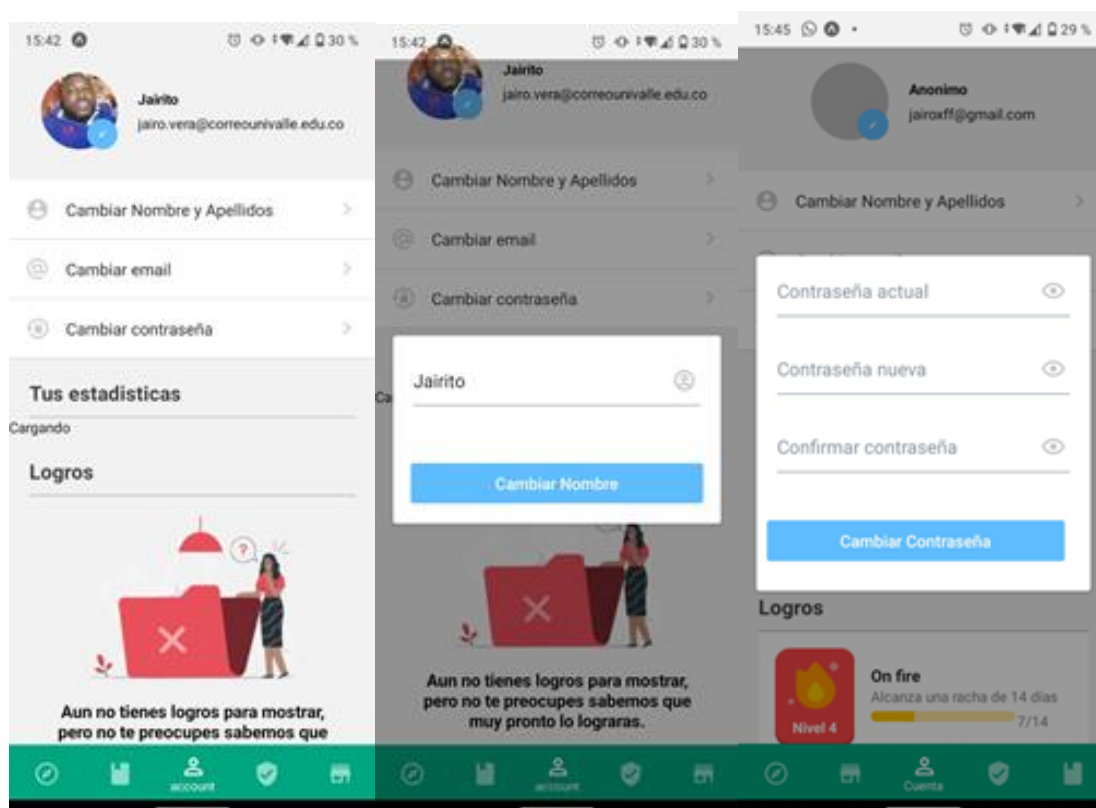 15:42
30 %
Jairito
jairo.vera@correounivalle.edu.co
Cambiar Nombre y Apellidos
Cambiar email
Cambiar contraseña
Tus estadisticas
Cargando
Logros
?
Aun no tienes logros para mostrar,
pero no te preocupes sabemos que
account
15:42
30 %
Jairito
jairo.vera@correounivalle.edu.co
Cambiar Nombre y Apellidos
Cambiar email
Cambiar contraseña
Ca
Jairito
Cambiar Nombre
Aun no tienes logros para mostrar,
pero no te preocupes sabemos que
muy pronto lo lograras.
account
15:45
29 %
Anonimo
jairoxff@gmail.com
Cambiar Nombre y Apellidos
Contraseña actual
Contraseña nueva
Confirmar contraseña
Cambiar Contraseña
Logros
On fire
Alcanza una racha de 14 días
7/14
Nivel 4
Cuenta